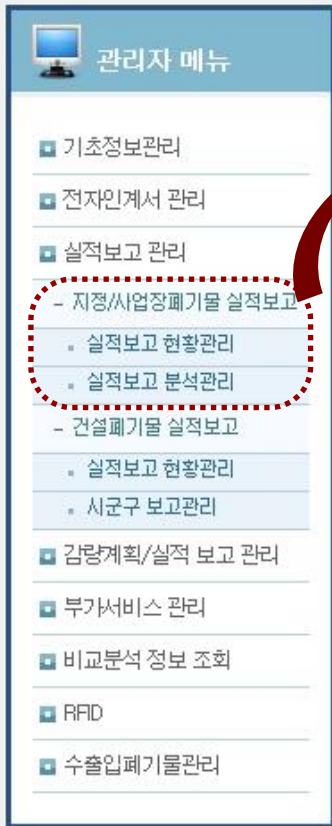 관리자 메뉴
기초정보관리
전자인계서 관리
실적보고 관리
- 지정/사업장폐기물 실적보고
실적보고 현황관리
실적보고 분석관리
- 건설폐기물 실적보고
실적보고 현황관리
시군구 보고관리
감량계획/실적 보고 관리
부가서비스 관리
비교분석 정보 조회
RFID
수출입폐기물관리